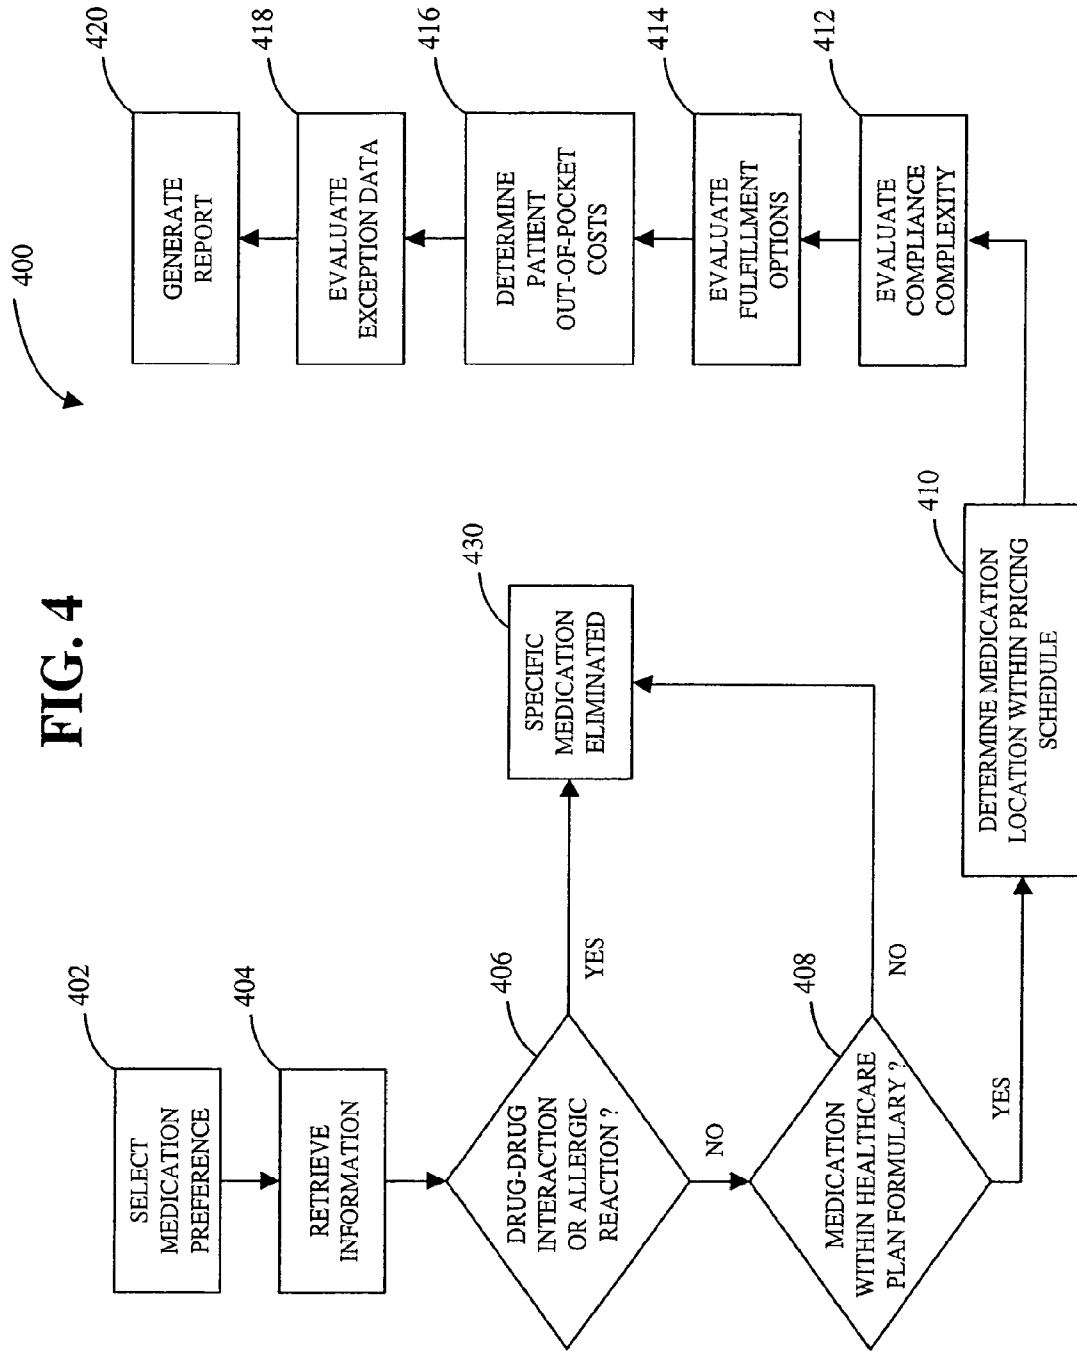 FIG. 4
400
402
SELECT
MEDICATION
PREFERENCE
404
RETRIEVE
INFORMATION
406
DRUG-DRUG
INTERACTION
OR ALLERGIC
REACTION ?
YES
NO
430
SPECIFIC
MEDICATION
ELIMINATED
408
MEDICATION
WITHIN HEALTHCARE
PLAN FORMULARY ?
NO
YES
410
DETERMINE MEDICATION
LOCATION WITHIN PRICING
SCHEDULE
412
EVALUATE
COMPLIANCE
COMPLEXITY
414
EVALUATE
FULFILLMENT
OPTIONS
416
DETERMINE
PATIENT
OUT-OF-POCKET
COSTS
418
EVALUATE
EXCEPTION DATA
420
GENERATE
REPORT